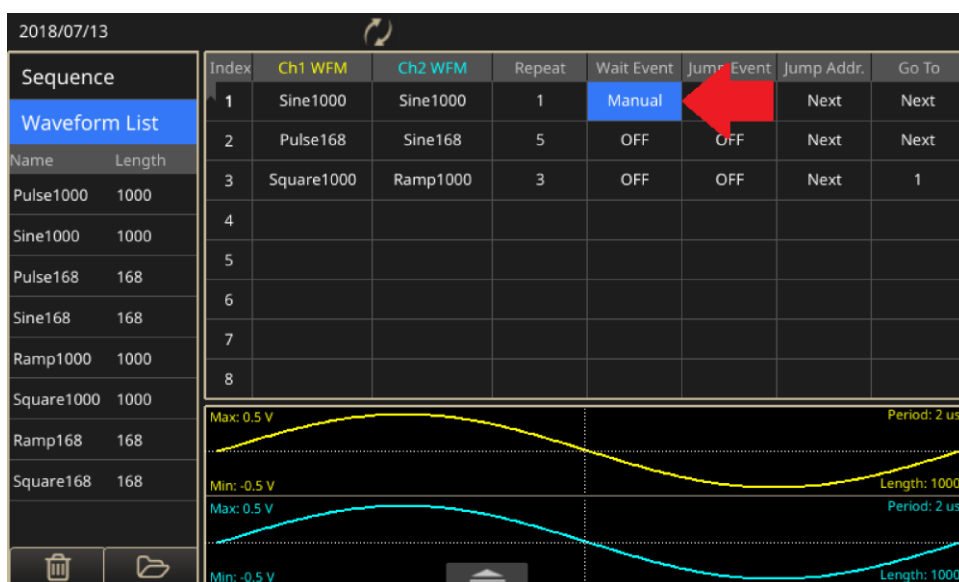 2018/07/13
Sequence
Waveform List
Name Length
Pulse1000 1000
Sine1000 1000
Pulse168 168
Sine168 168
Ramp1000 1000
Square1000 1000
Ramp168 168
Square168 168
Index Ch1 WFM Ch2 WFM Repeat Wait Event Jump Event Jump Addr. Go To
1 Sine1000 Sine1000 1 Manual Next Next
2 Pulse168 Sine168 5 OFF OFF Next Next
3 Square1000 Ramp1000 3 OFF OFF Next 1
4
5
6
7
8
Max: 0.5 V Period: 2 us
Min: -0.5 V Length: 1000
Max: 0.5 V Period: 2 us
Min: -0.5 V Length: 1000